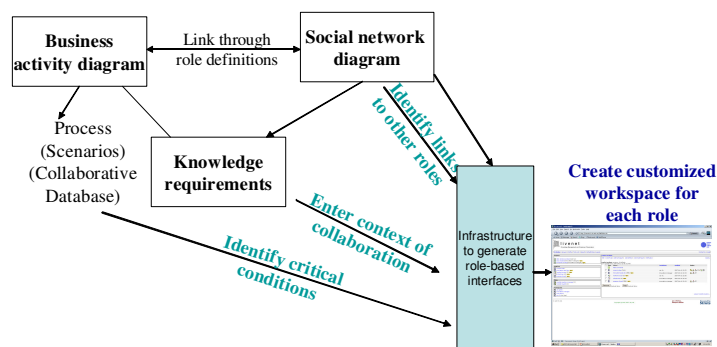 Business
activity diagram
Link through
role definitions
Social network
diagram
Process
(Scenarios)
(Collaborative
Database)
Knowledge
requirements
Identify links
to other roles
Enter context of
collaboration
Identify critical
conditions
Infrastructure
to generate
role-based
interfaces
Create customized
workspace for
each role
livenet